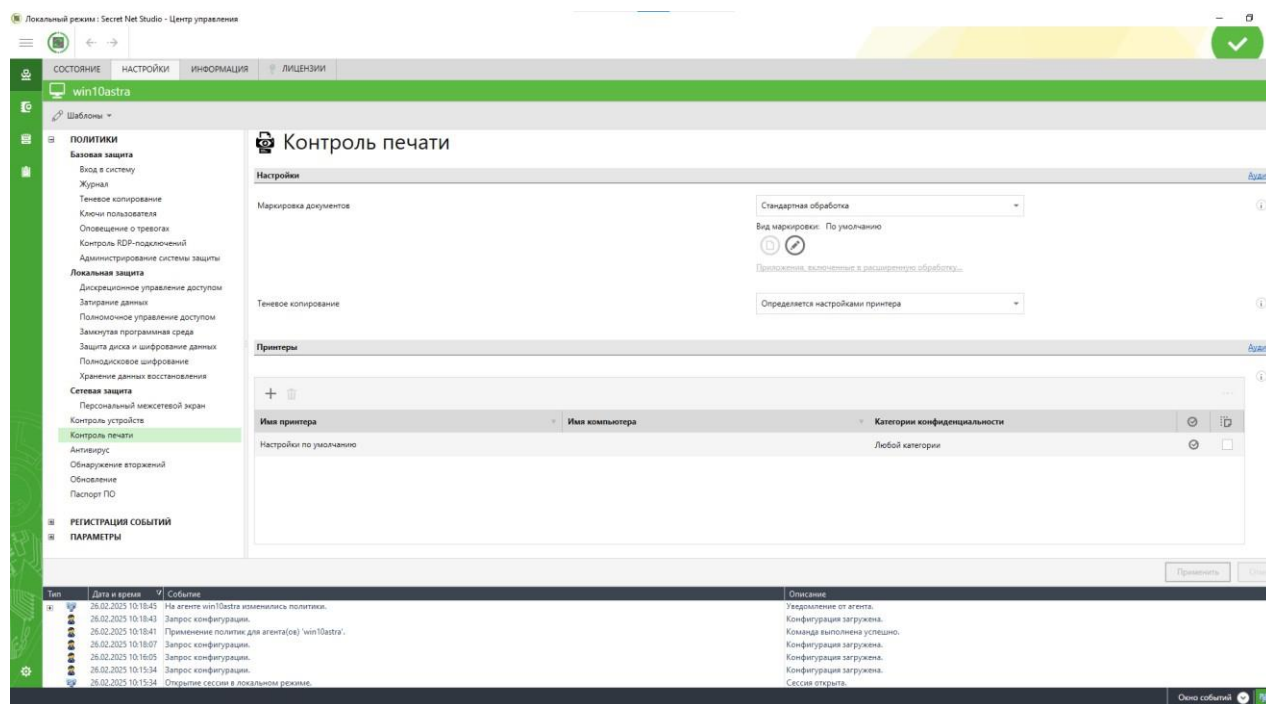 Локальный режим : Secret Net Studio - Центр управления
СОСТОЯНИЕ НАСТРОЙКИ ИНФОРМАЦИЯ ЛИЦЕНЗИИ
win10astra
Шаблоны
ПОЛИТИКИ
Базовая защита
Вход в систему
Журнал
Теневое копирование
Ключи пользователя
Оповещение о тревогах
Контроль RDP-подключений
Администрирование системы защиты
Локальная защита
Дискреционное управление доступом
Затирание данных
Полномочное управление доступом
Замкнутая программная среда
Защита диска и шифрование данных
Полнодисковое шифрование
Хранение данных восстановления
Сетевая защита
Персональный межсетевой экран
Контроль устройств
Контроль печати
Антивирус
Обнаружение вторжений
Обновление
Паспорт ПО
РЕГИСТРАЦИЯ СОБЫТИЙ
ПАРАМЕТРЫ
Контроль печати
Настройки
Маркировка документов Стандартная обработка
Вид маркировки: По умолчанию
Приложения, включенные в расширенную обработку...
Теневое копирование Определяется настройками принтера
Принтеры
Имя принтера Имя компьютера Категории конфиденциальности
Настройки по умолчанию Любой категории
Применить
Тип Дата и время Событие Описание
26.02.2025 10:18:45 На агенте win10astra изменились политики. Уведомление от агента.
26.02.2025 10:18:43 Запрос конфигурации. Конфигурация загружена.
26.02.2025 10:18:41 Применение политик для агента(ов) 'win10astra'. Команда выполнена успешно.
26.02.2025 10:18:07 Запрос конфигурации. Конфигурация загружена.
26.02.2025 10:16:05 Запрос конфигурации. Конфигурация загружена.
26.02.2025 10:15:34 Запрос конфигурации. Конфигурация загружена.
26.02.2025 10:15:34 Открытие сессии в локальном режиме. Сессия открыта.
Окно событий